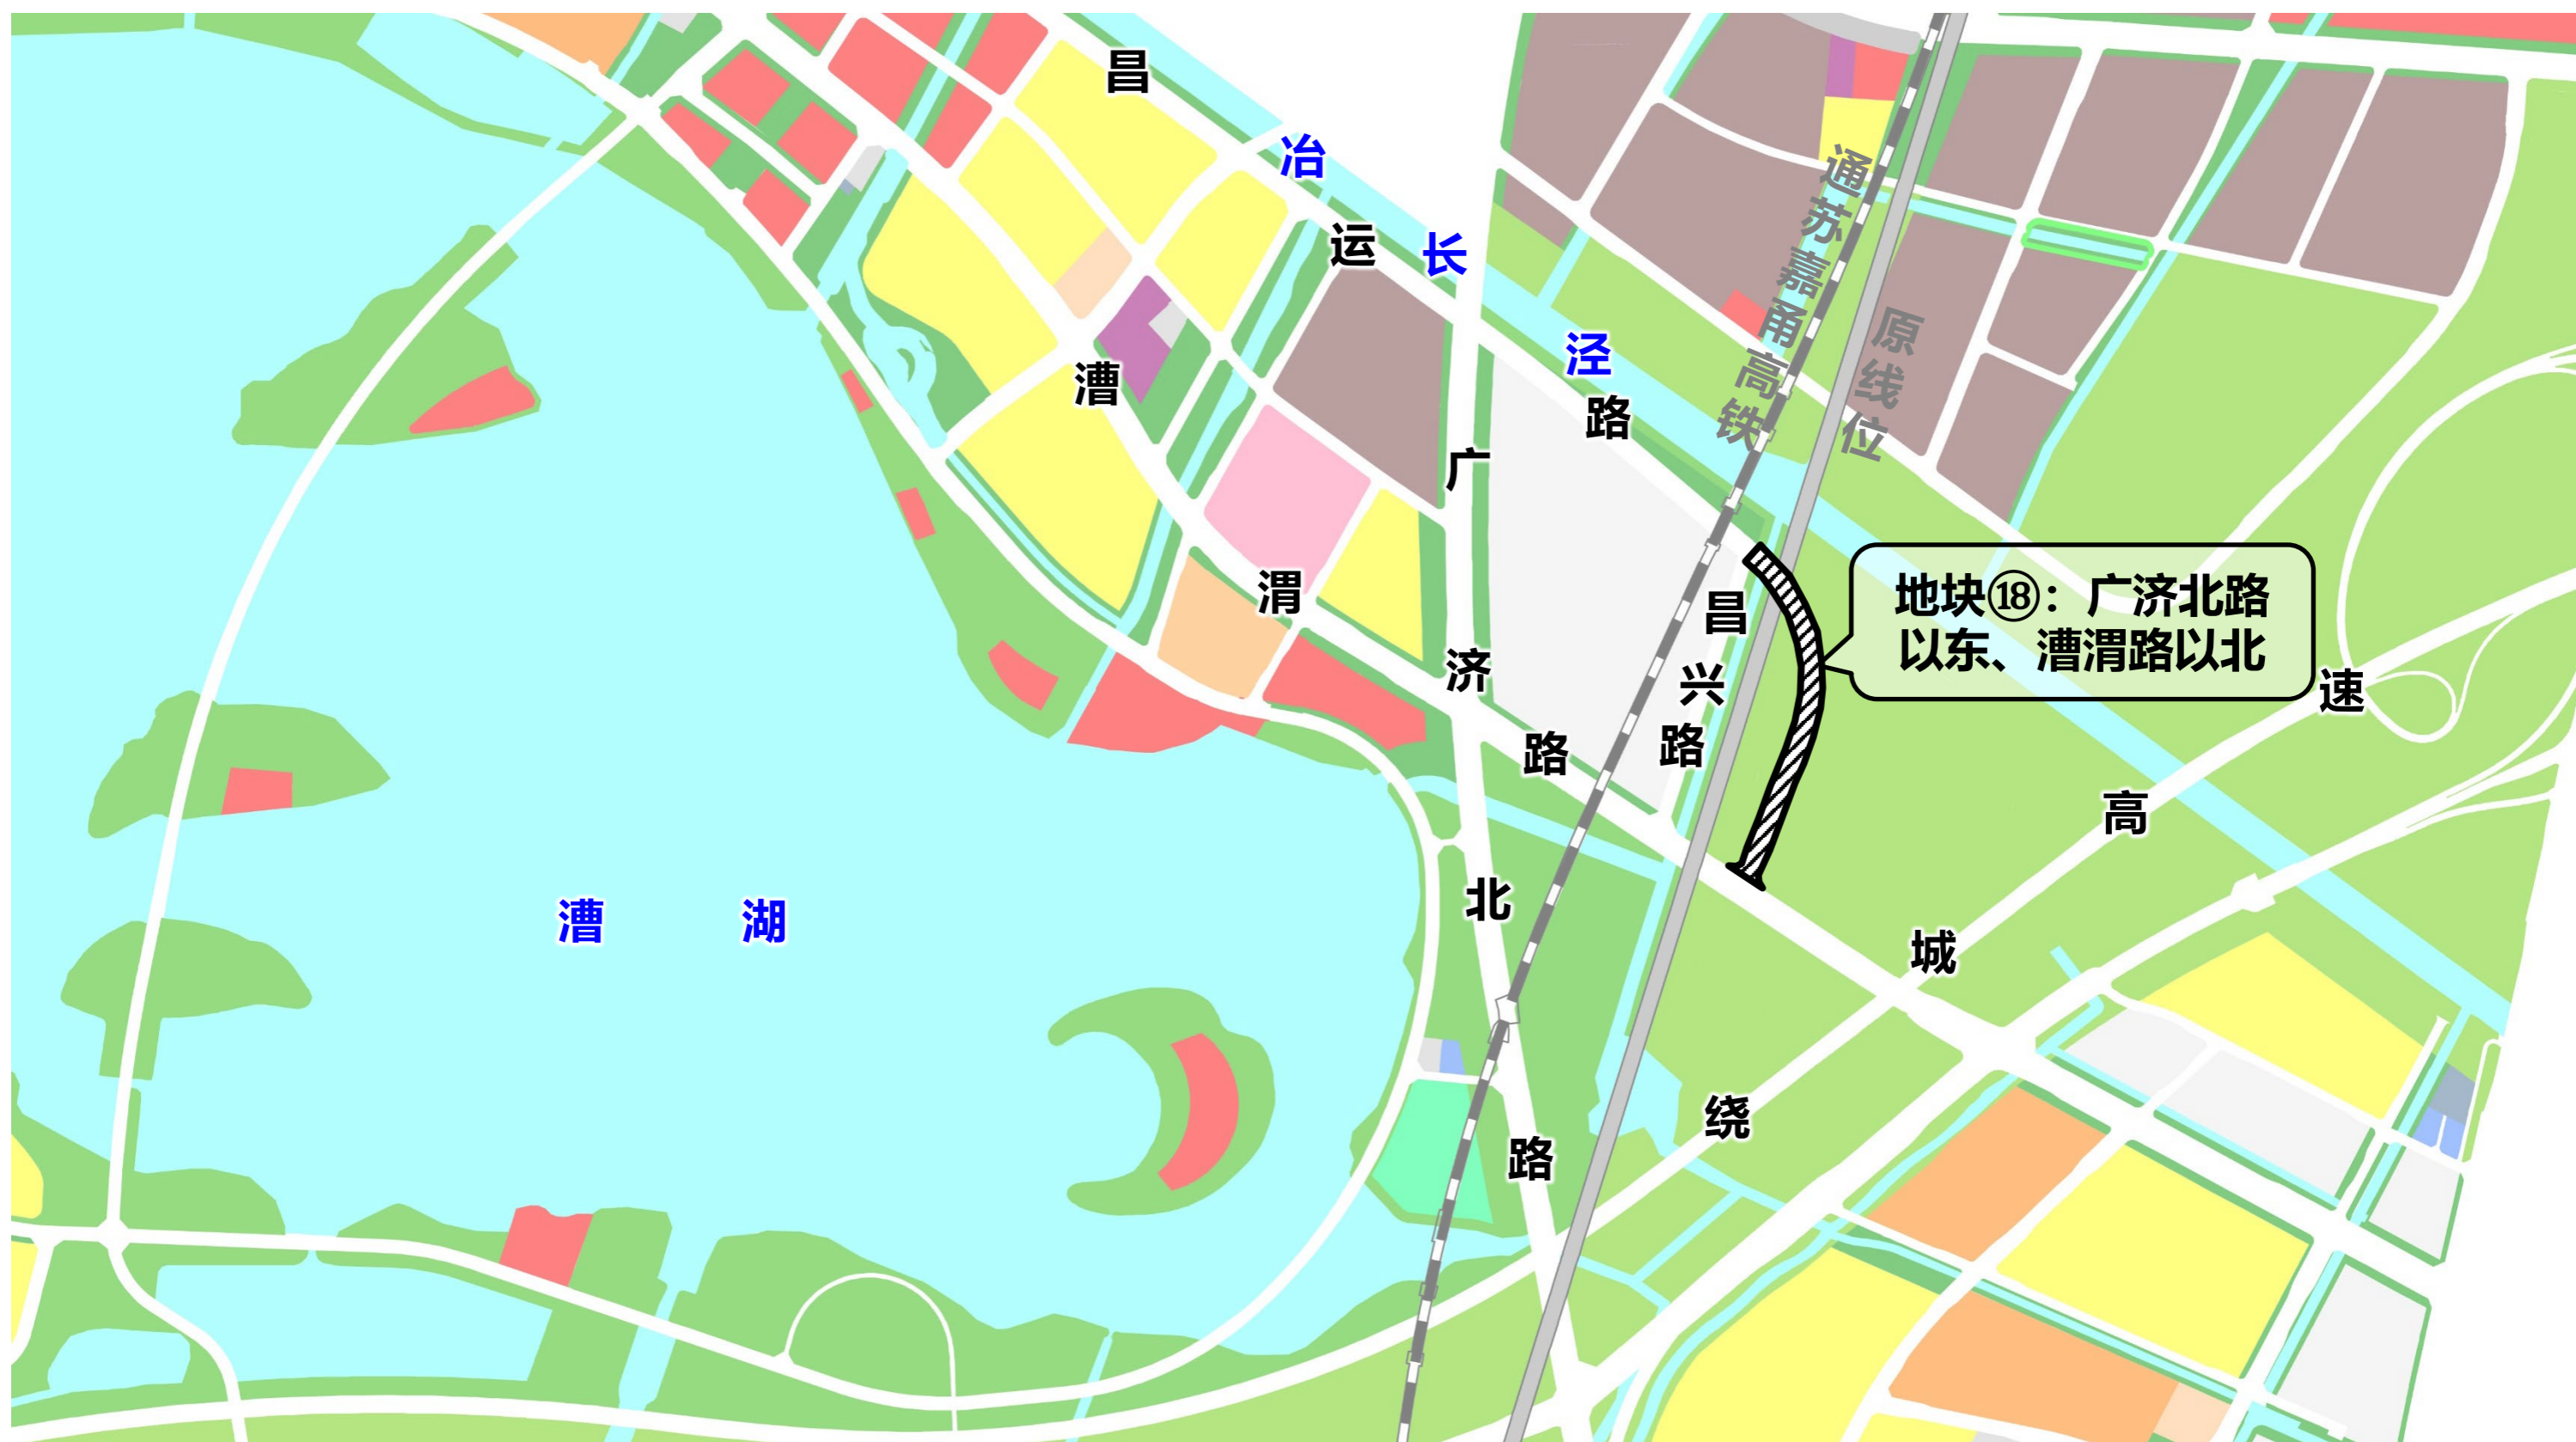 昌运路
冶长泾
通苏嘉甬高铁
原线位
漕渭路
广济北路
昌兴路
地块⑱：广济北路
以东、漕渭路以北
绕城高速
漕湖